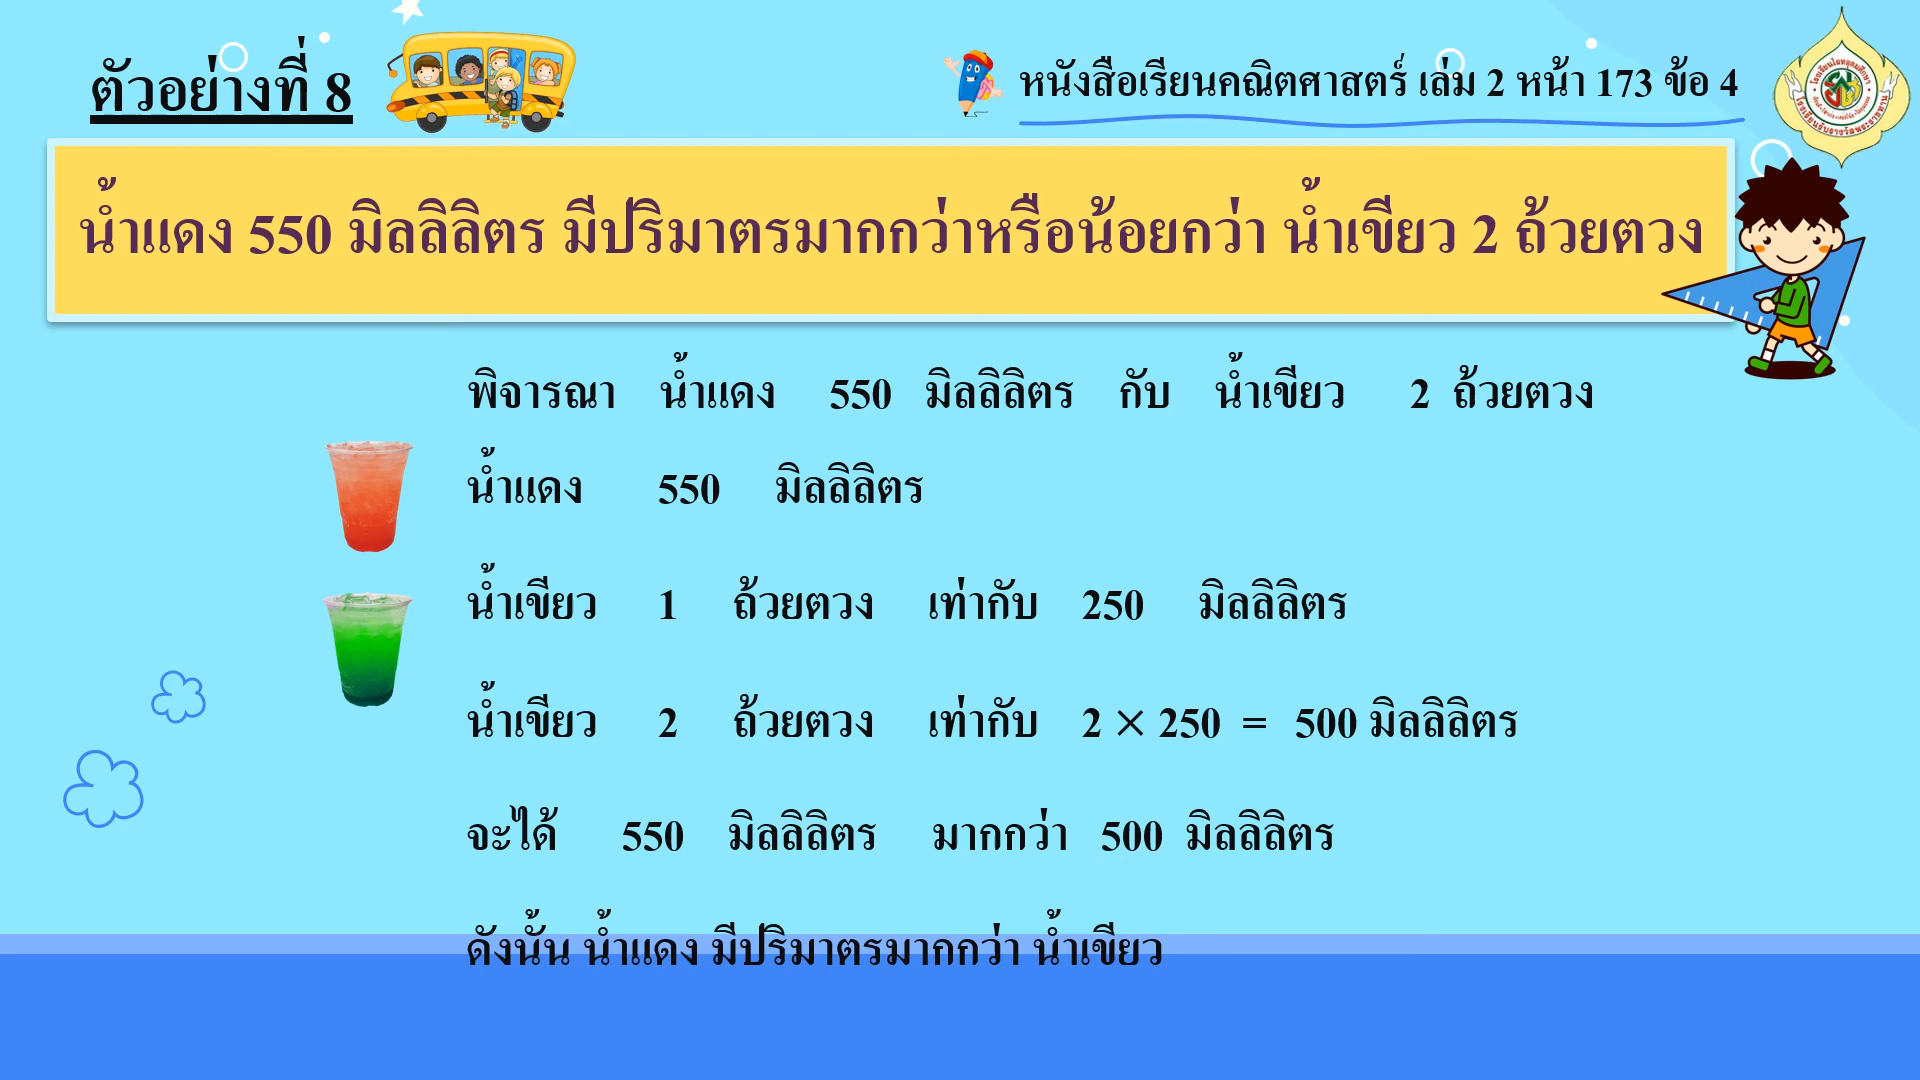 ตัวอย่างที่ 8
หนังสือเรียนคณิตศาสตร์ เล่ม 2 หน้า 173 ข้อ 4
น้ำแดง 550 มิลลิลิตร มีปริมาตรมากกว่าหรือน้อยกว่า น้ำเขียว 2 ถ้วยตวง
พิจารณา น้ำแดง 550 มิลลิลิตร กับ น้ำเขียว 2 ถ้วยตวง
น้ำแดง 550 มิลลิลิตร
น้ำเขียว 1 ถ้วยตวง เท่ากับ 250 มิลลิลิตร
น้ำเขียว 2 ถ้วยตวง เท่ากับ 2 × 250 = 500 มิลลิลิตร
จะได้ 550 มิลลิลิตร มากกว่า 500 มิลลิลิตร
ดังนั้น น้ำแดง มีปริมาตรมากกว่า น้ำเขียว